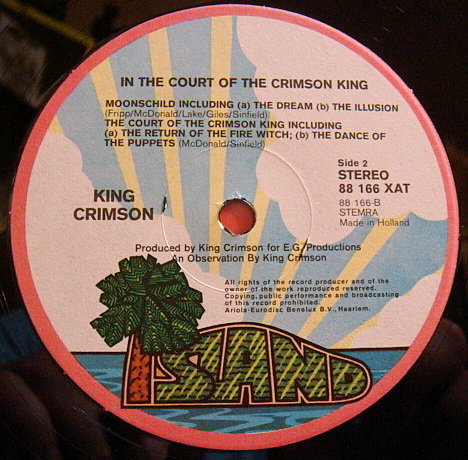 IN THE COURT OF THE CRIMSON KING
MOONSCHILD INCLUDING (a) THE DREAM (b) THE ILLUSION
(Fripp/McDonald/Lake/Giles/Sinfield)
THE COURT OF THE CRIMSON KING INCLUDING
(a) THE RETURN OF THE FIRE WITCH; (b) THE DANCE OF
THE PUPPETS (McDonald/Sinfield)
Side 2
STEREO
88 166 XAT
88 166-B
STEMRA
Made in Holland
KING
CRIMSON
Produced by King Crimson for E.G. Productions
An Observation By King Crimson
All rights of the record producer and of the
owner of the work reproduced reserved.
Copying, public performance and broadcasting
of this record prohibited.
Ariola-Eurodisc Benelux B.V., Haarlem.
ISLAND